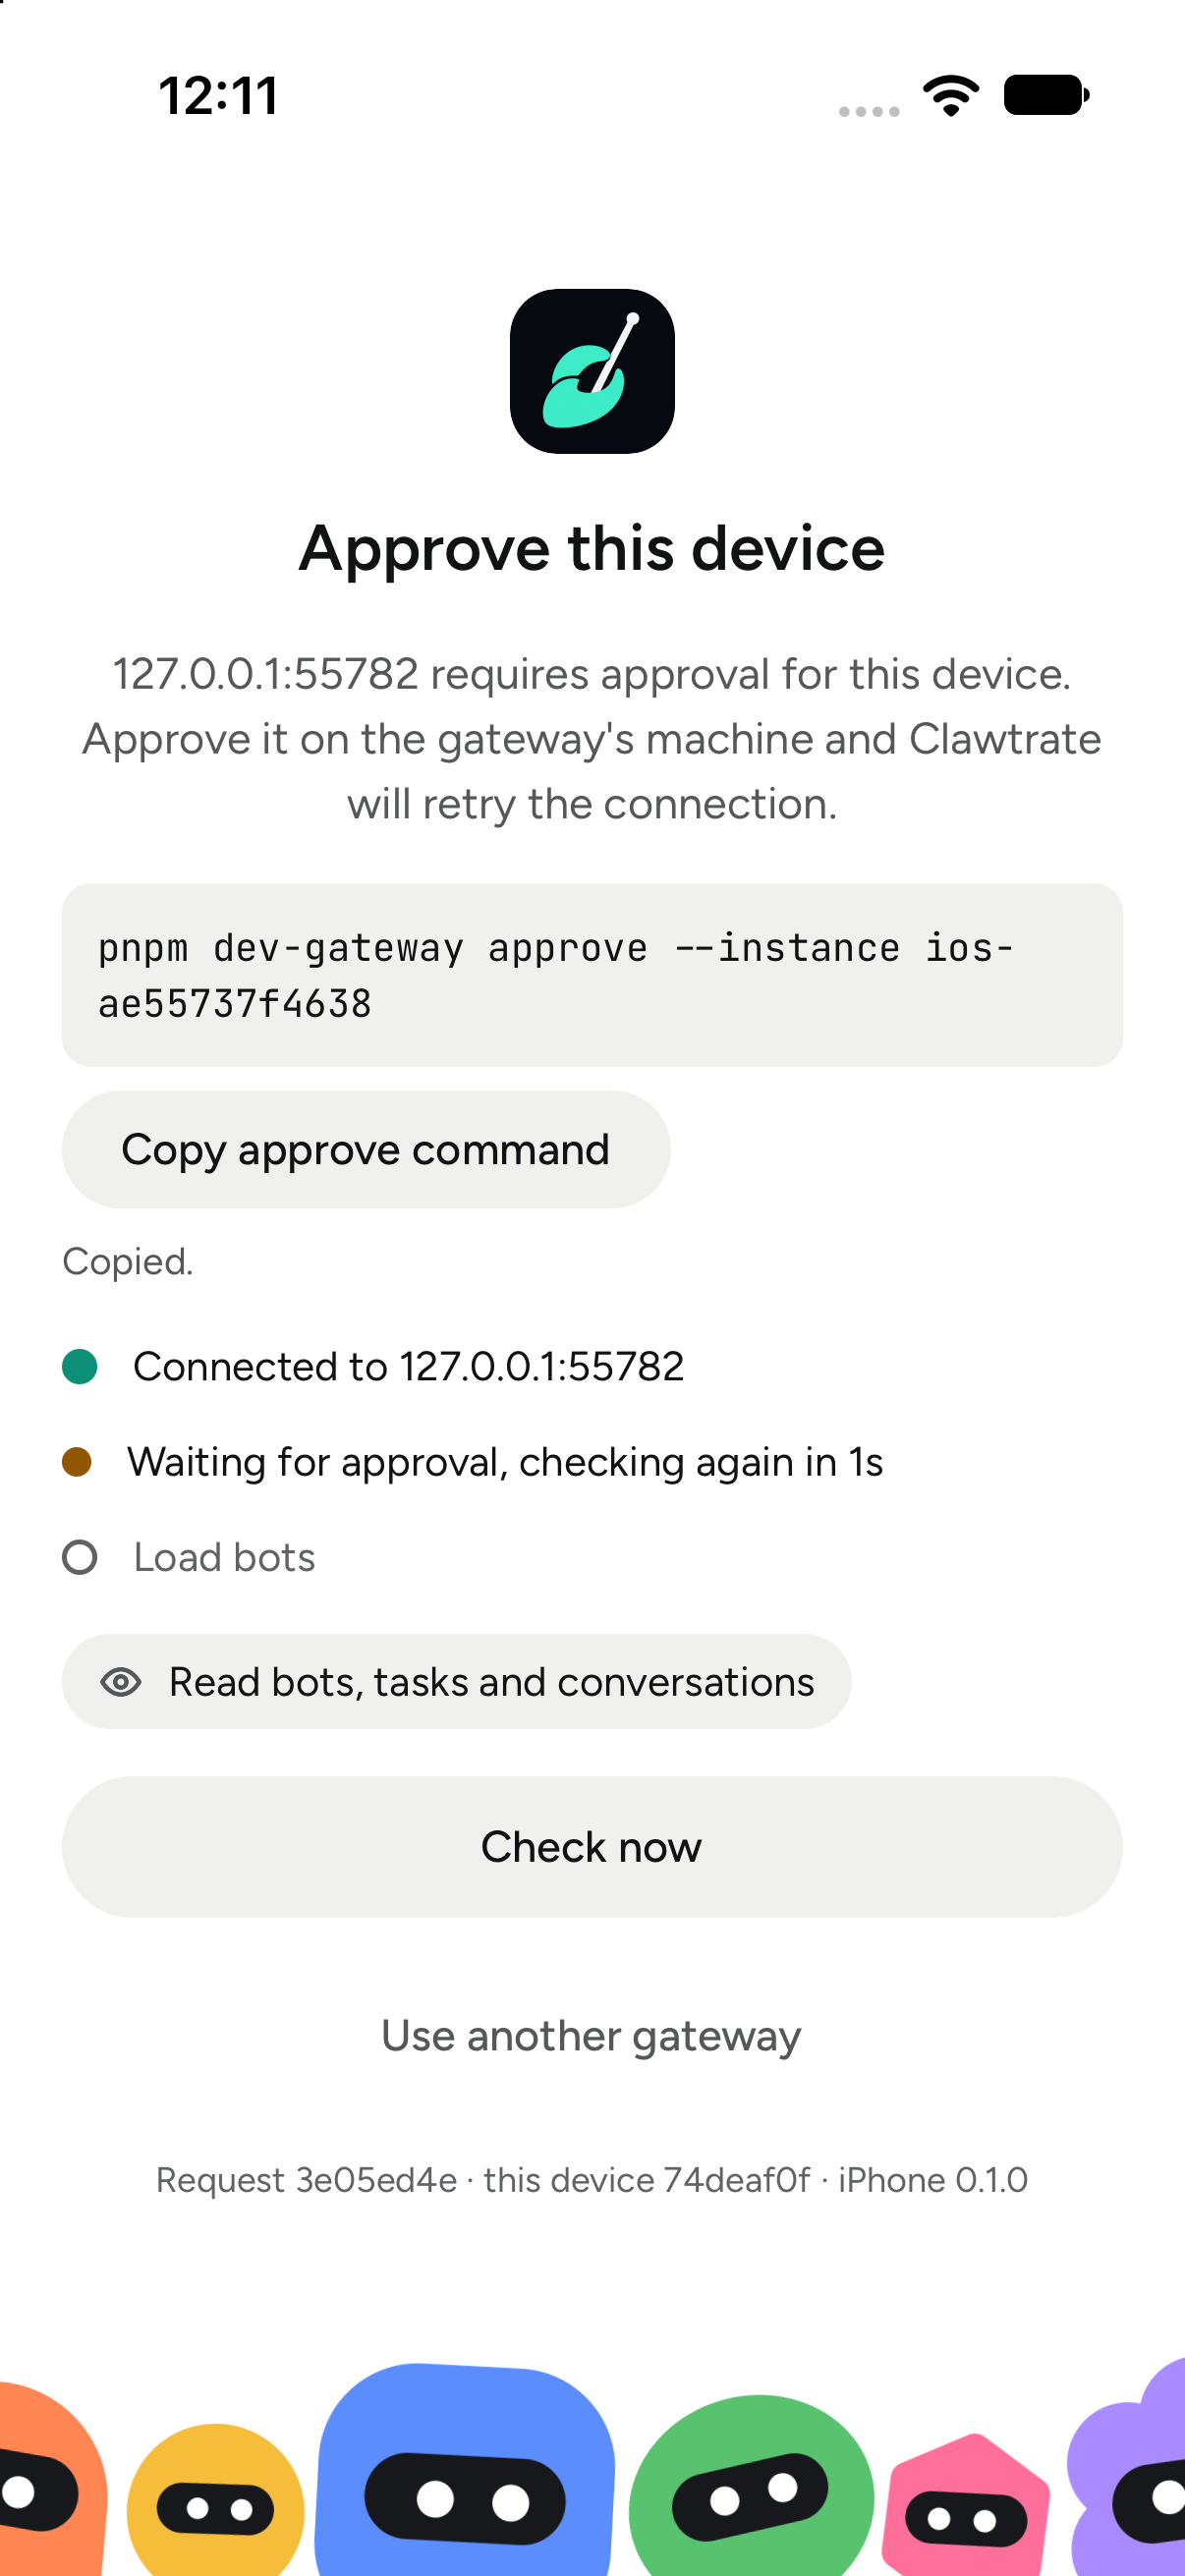 12:11
Approve this device
127.0.0.1:55782 requires approval for this device.
Approve it on the gateway's machine and Clawtrate
will retry the connection.
pnpm dev-gateway approve --instance ios-
ae55737f4638
Copy approve command
Copied.
Connected to 127.0.0.1:55782
Waiting for approval, checking again in 1s
Load bots
Read bots, tasks and conversations
Check now
Use another gateway
Request 3e05ed4e · this device 74deaf0f · iPhone 0.1.0